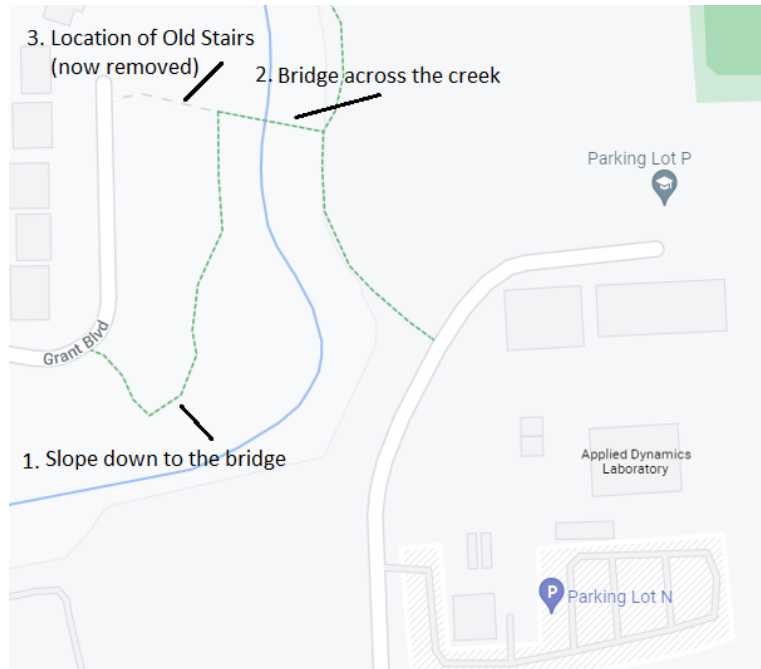 3. Location of Old Stairs
(now removed)
2. Bridge across the creek
Parking Lot P
Grant Blvd
1. Slope down to the bridge
Applied Dynamics
Laboratory
P Parking Lot N